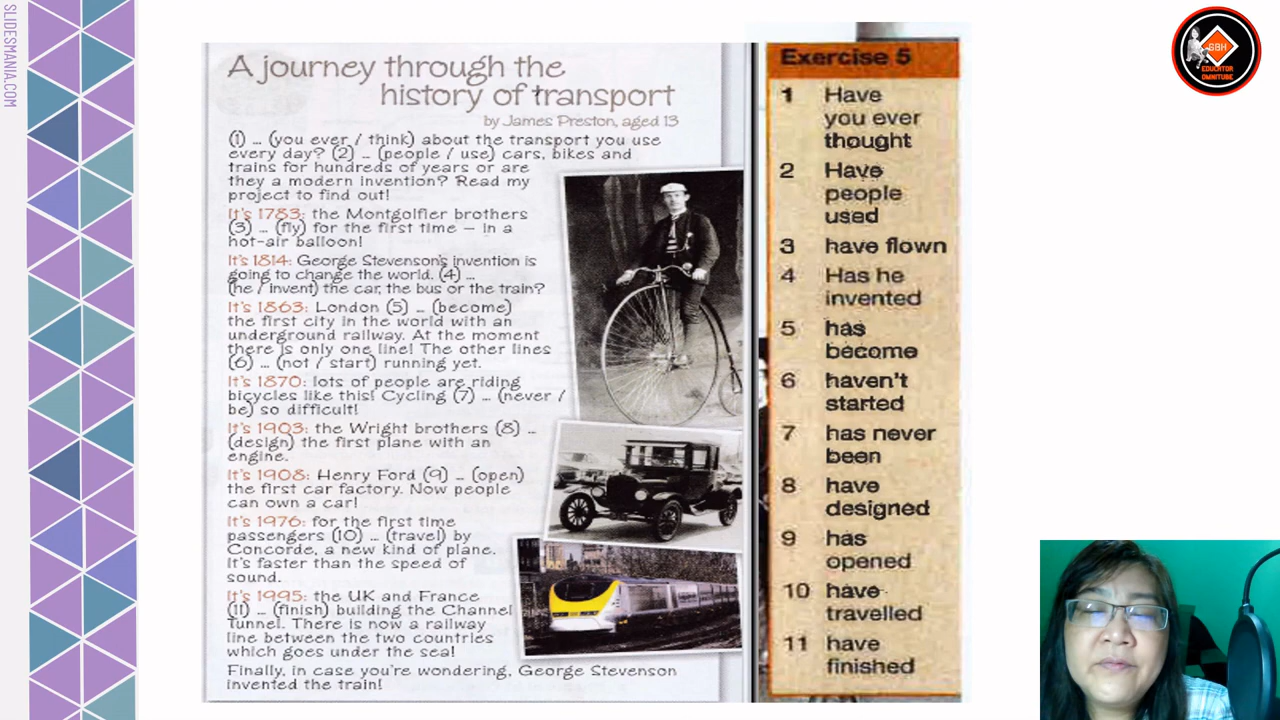 SLIDESMANIA.COM
A journey through the
history of transport
by James Preston, aged 13
(1) ... (you ever / think) about the transport you use
every day? (2) ... (people / use) cars, bikes and
trains for hundreds of years or are
they a modern invention? Read my
project to find out!
It's 1783: the Montgolfier brothers
(3) ... (fly) for the first time – in a
hot-air balloon!
It's 1814: George Stevenson's invention is
going to change the world. (4) ...
(he / invent) the car, the bus or the train?
It's 1863: London (5) ... (become)
the first city in the world with an
underground railway. At the moment
there is only one line! The other lines
(6) ... (not / start) running yet.
It's 1870: lots of people are riding
bicycles like this! Cycling (7) ... (never /
be) so difficult!
It's 1903: the Wright brothers (8) ...
(design) the first plane with an
engine.
It's 1908: Henry Ford (9) ... (open)
the first car factory. Now people
can own a car!
It's 1976: for the first time
passengers (10) ... (travel) by
Concorde, a new kind of plane.
It's faster than the speed of
sound.
It's 1995: the UK and France
(11) ... (finish) building the Channel
Tunnel. There is now a railway
line between the two countries
which goes under the sea!
Finally, in case you're wondering, George Stevenson
invented the train!
Exercise 5
1 Have
you ever
thought
2 Have
people
used
3 have flown
4 Has he
invented
5 has
become
6 haven't
started
7 has never
been
8 have
designed
9 has
opened
10 have
travelled
11 have
finished
SBH
EDUCATOR
OMNITUBE